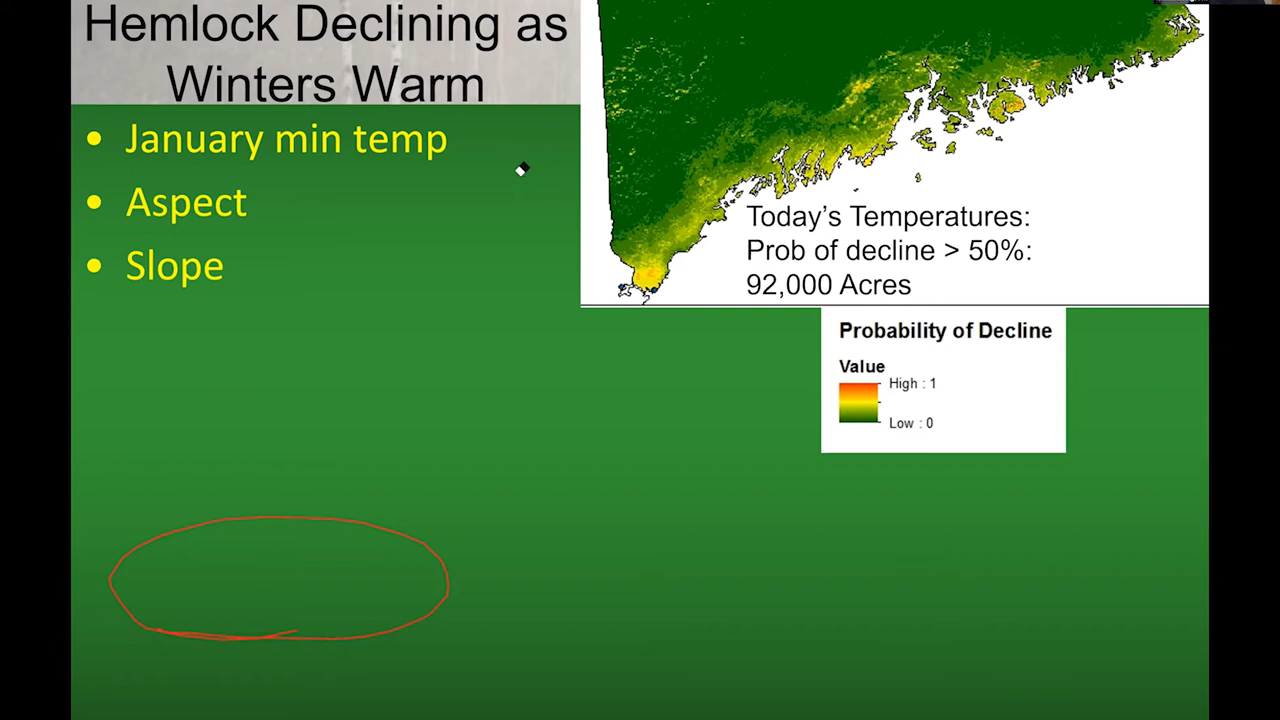 Hemlock Declining as
Winters Warm
• January min temp
• Aspect
• Slope
Today's Temperatures:
Prob of decline > 50%:
92,000 Acres
Probability of Decline
Value
High : 1
Low : 0